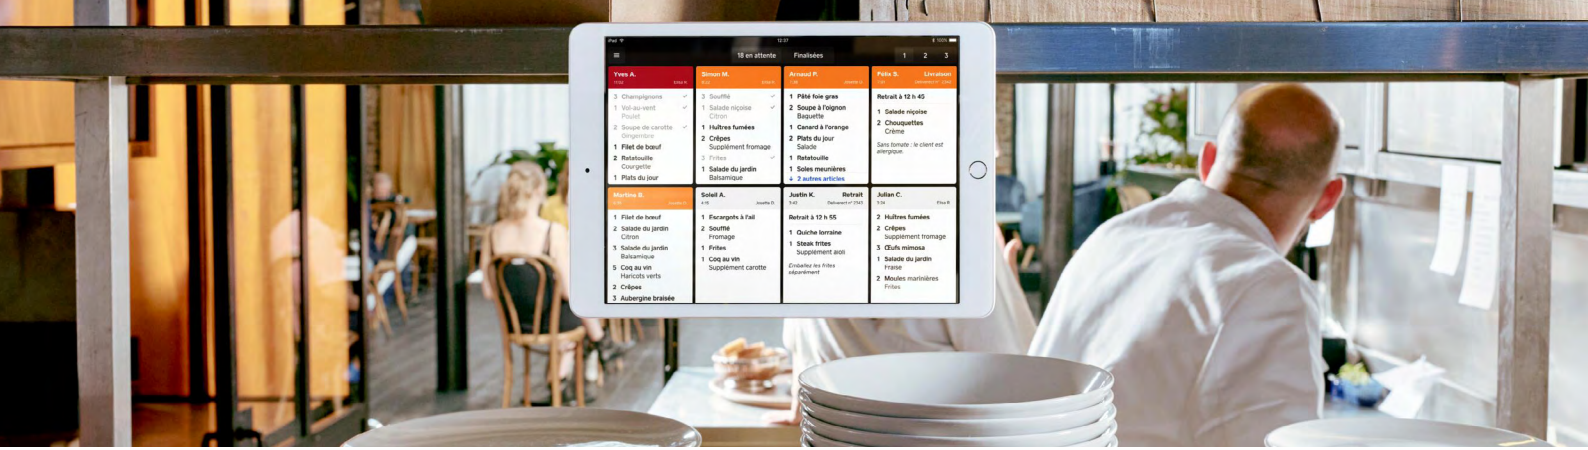 iPad 12:37 100%
18 en attente Finalisées 1 2 3
Yves A.
3 Champignons
1 Vol-au-vent
Poulet
2 Soupe de carotte
Gingembre
1 Filet de bœuf
2 Ratatouille
Courgette
1 Plats du jour
Simon M.
3 Soufflé
1 Salade niçoise
Citron
1 Huîtres fumées
2 Crêpes
Supplément fromage
3 Frites
1 Salade du jardin
Balsamique
Arnaud P.
1 Pâté foie gras
2 Soupe à l'oignon
Baguette
1 Canard à l'orange
2 Plats du jour
Salade
1 Ratatouille
1 Soles meunières
2 autres articles
Félix S. Livraison
Retrait à 12 h 45
1 Salade niçoise
2 Chouquettes
Crème
Sans tomate : le client est
allergique.
Martine B.
1 Filet de bœuf
2 Salade du jardin
Citron
3 Salade du jardin
Balsamique
5 Coq au vin
Haricots verts
2 Crêpes
3 Aubergine braisée
Soleil A.
1 Escargots à l'ail
2 Soufflé
Fromage
1 Frites
1 Coq au vin
Supplément carotte
Justin K. Retrait
Retrait à 12 h 55
1 Quiche lorraine
1 Steak frites
Supplément aïoli
Emballez les frites
séparément
Julian C.
2 Huîtres fumées
2 Crêpes
Supplément fromage
3 Œufs mimosa
1 Salade du jardin
Fraise
2 Moules marinières
Frites